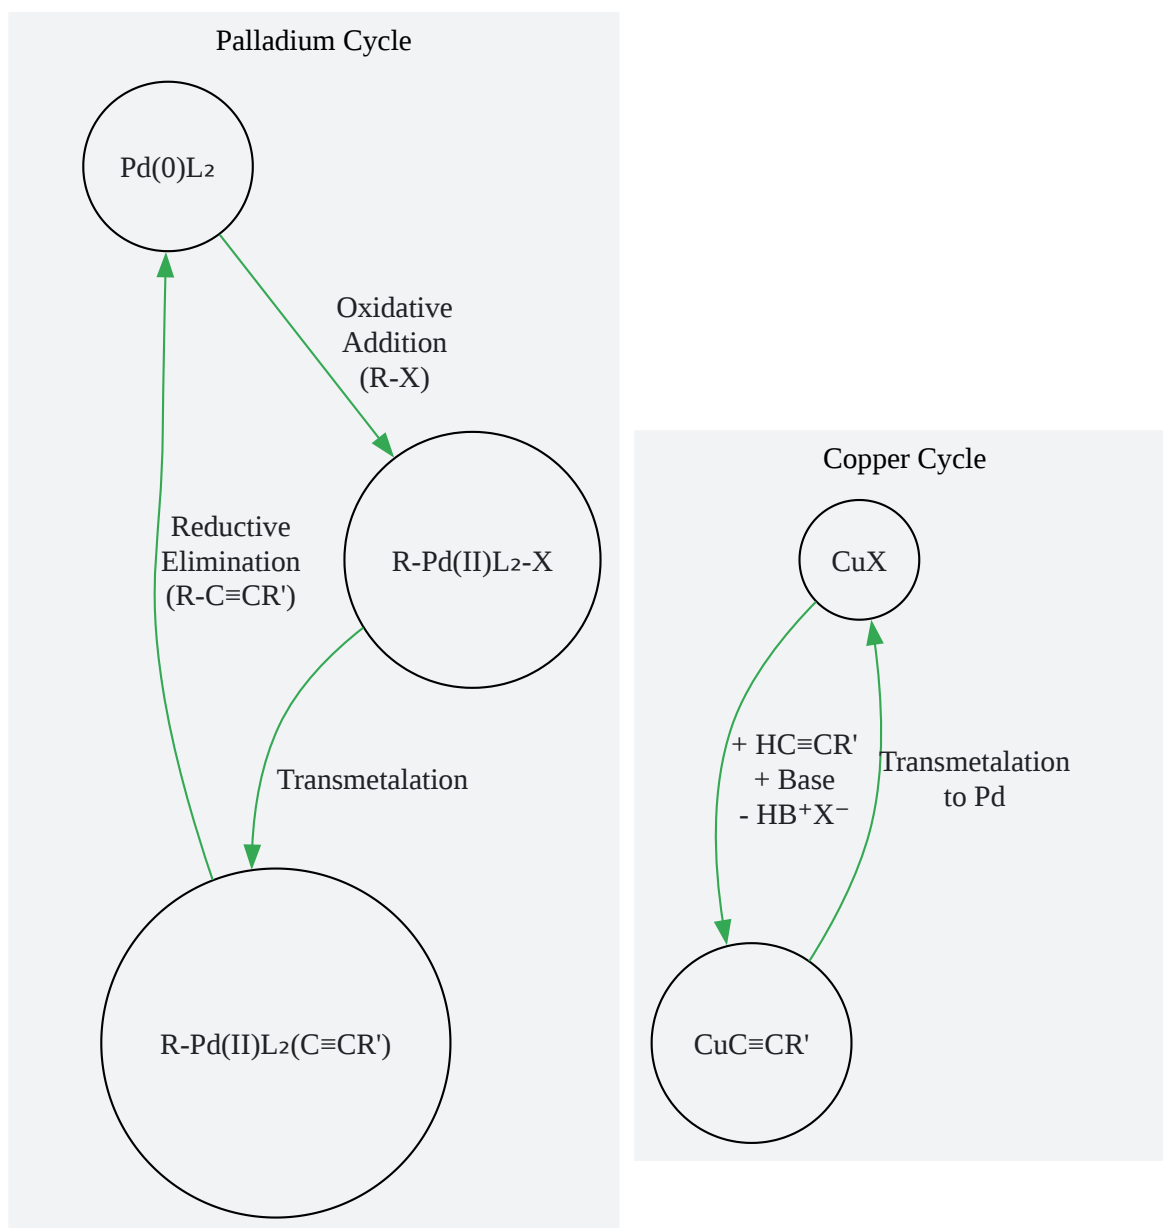 Palladium Cycle
Pd(0)L₂
Oxidative
Addition
(R-X)
R-Pd(II)L₂-X
Reductive
Elimination
(R-C≡CR')
Transmetalation
R-Pd(II)L₂(C≡CR')
Copper Cycle
CuX
+ HC≡CR'
+ Base
- HB⁺X⁻
Transmetalation
to Pd
CuC≡CR'